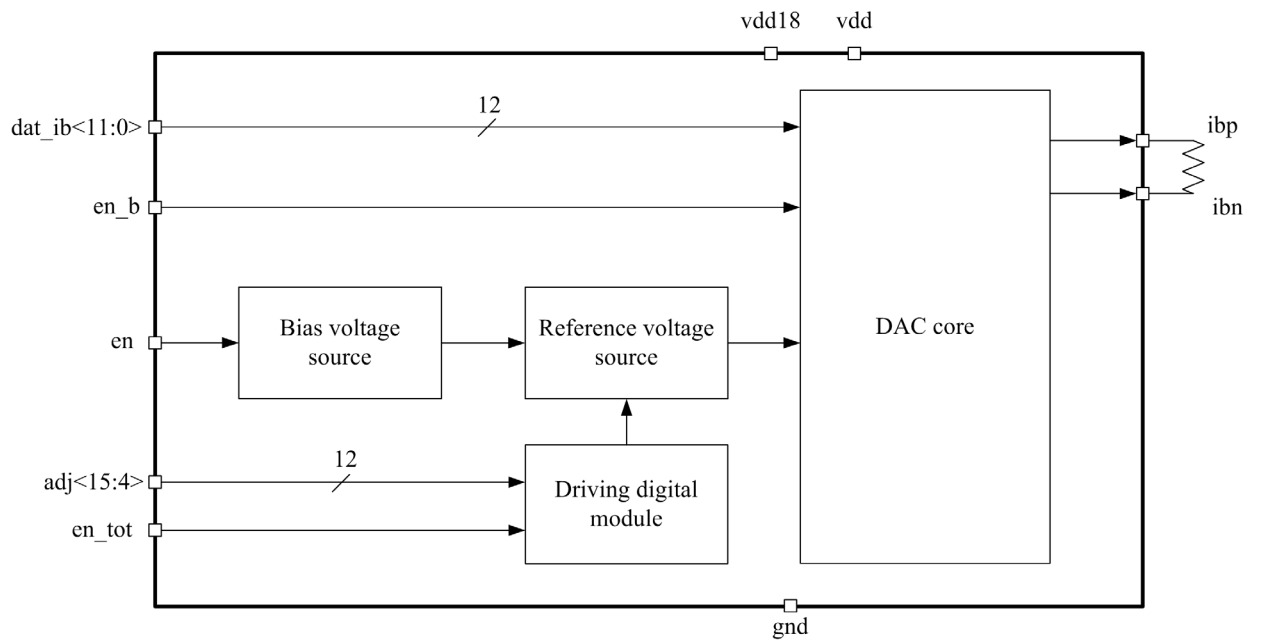 vdd18 vdd
12
dat_ib<11:0>
ibp
en_b
ibn
Bias voltage
source
Reference voltage
source
DAC core
en
12
adj<15:4>
Driving digital
module
en_tot
gnd